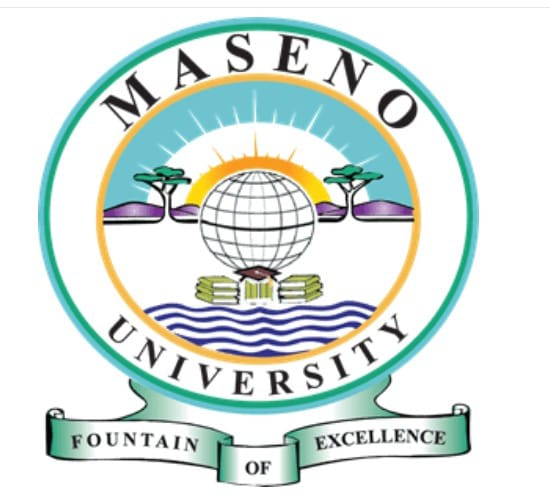 MASENO
UNIVERSITY
FOUNTAIN
OF
EXCELLENCE